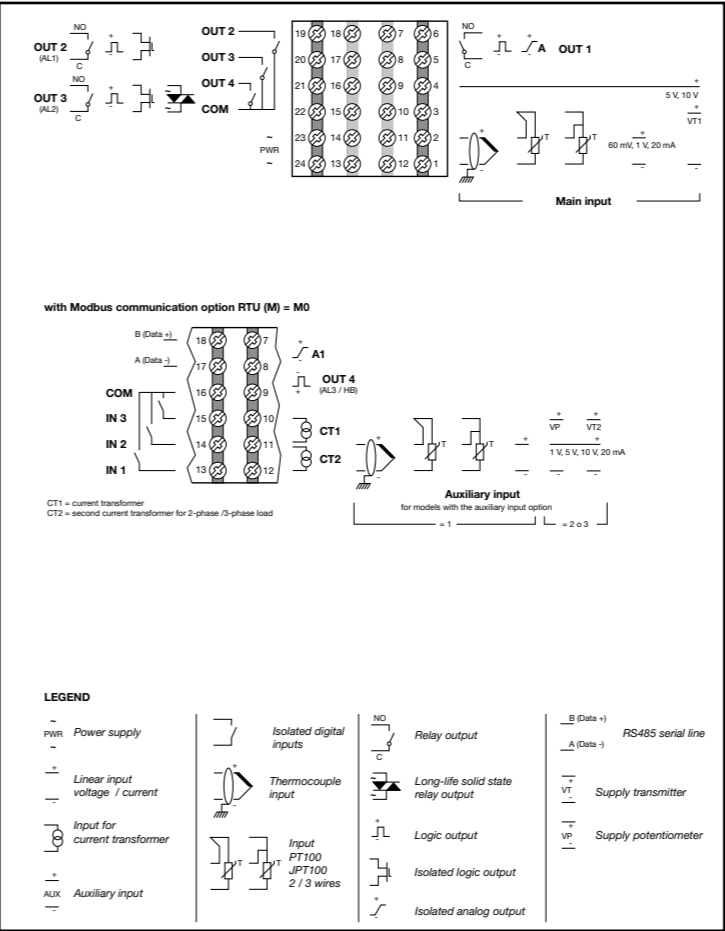 NO
OUT 2
(AL1)
C
+
-
NO
OUT 3
(AL2)
C
+
-
~
~
OUT 2
OUT 3
OUT 4
COM
~
PWR
~
19 18 7 6
20 17 8 5
21 16 9 4
22 15 10 3
23 14 11 2
24 13 12 1
NO
C
+
-
+
-
A OUT 1
+
5 V, 10 V
+
VT1
+
-
T
T
+
60 mV, 1 V, 20 mA
-
-
-
Main input
with Modbus communication option RTU (M) = M0
B (Data +)
A (Data -)
COM
IN 3
IN 2
IN 1
18 7
17 8
16 9
15 10
14 11
13 12
+
-
A1
-
+
OUT 4
(AL3 / HB)
CT1
CT2
+
-
T
T
+
-
+
VP
-
+
VT2
-
1 V, 5 V, 10 V, 20 mA
CT1 = current transformer
CT2 = second current transformer for 2-phase /3-phase load
Auxiliary input
for models with the auxiliary input option
= 1
= 2 o 3
LEGEND
~
PWR
~
Power supply
+
-
Linear input
voltage / current
Input for
current transformer
+
AUX
-
Auxiliary input
Isolated digital
inputs
+
-
Thermocouple
input
T
T
Input
PT100
JPT100
2 / 3 wires
NO
C
Relay output
~
~
Long-life solid state
relay output
+
-
Logic output
Isolated logic output
+
-
Isolated analog output
B (Data +)
A (Data -)
RS485 serial line
+
VT
-
Supply transmitter
+
VP
-
Supply potentiometer